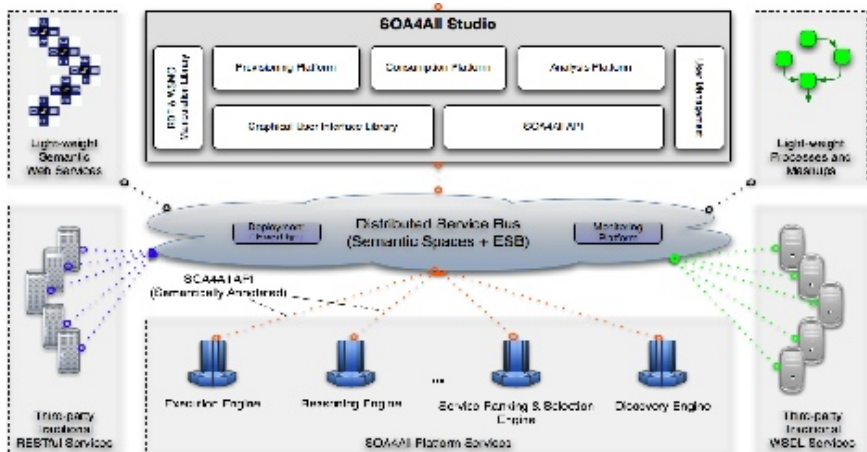 SOA4All Studio
Provisioning Platform
Consumption Platform
Analysis Platform
User Management
Graphical User Interface Library
SOA4All API
Light-weight
Semantic
Web Services
Light-weight
Processes and
Mashups
Distributed Service Bus
(Semantic Spaces + ESB)
Deployment
Monitoring
Platform
SOA4All API
(Semantically Annotated)
...
Execution Engine
Reasoning Engine
Service Ranking & Selection
Engine
Discovery Engine
Third-party
Traditional
RESTful Services
SOA4All Platform Services
Third-party
Traditional
WSDL Services